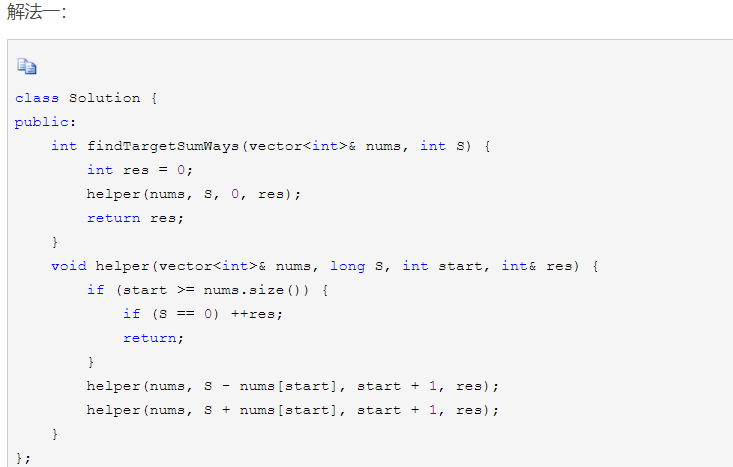 解法一：
class Solution {
public:
    int findTargetSumWays(vector<int>& nums, int S) {
        int res = 0;
        helper(nums, S, 0, res);
        return res;
    }
    void helper(vector<int>& nums, long S, int start, int& res) {
        if (start >= nums.size()) {
            if (S == 0) ++res;
            return;
        }
        helper(nums, S - nums[start], start + 1, res);
        helper(nums, S + nums[start], start + 1, res);
    }
};